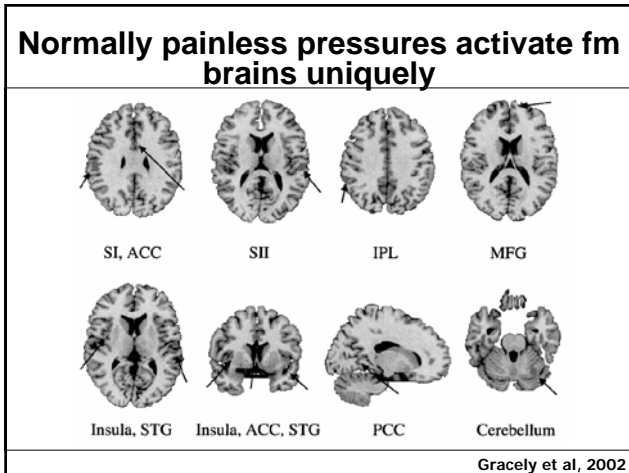 Normally painless pressures activate fm
brains uniquely
SI, ACC
SII
IPL
MFG
fm
Insula, STG
Insula, ACC, STG
PCC
Cerebellum
Gracely et al, 2002